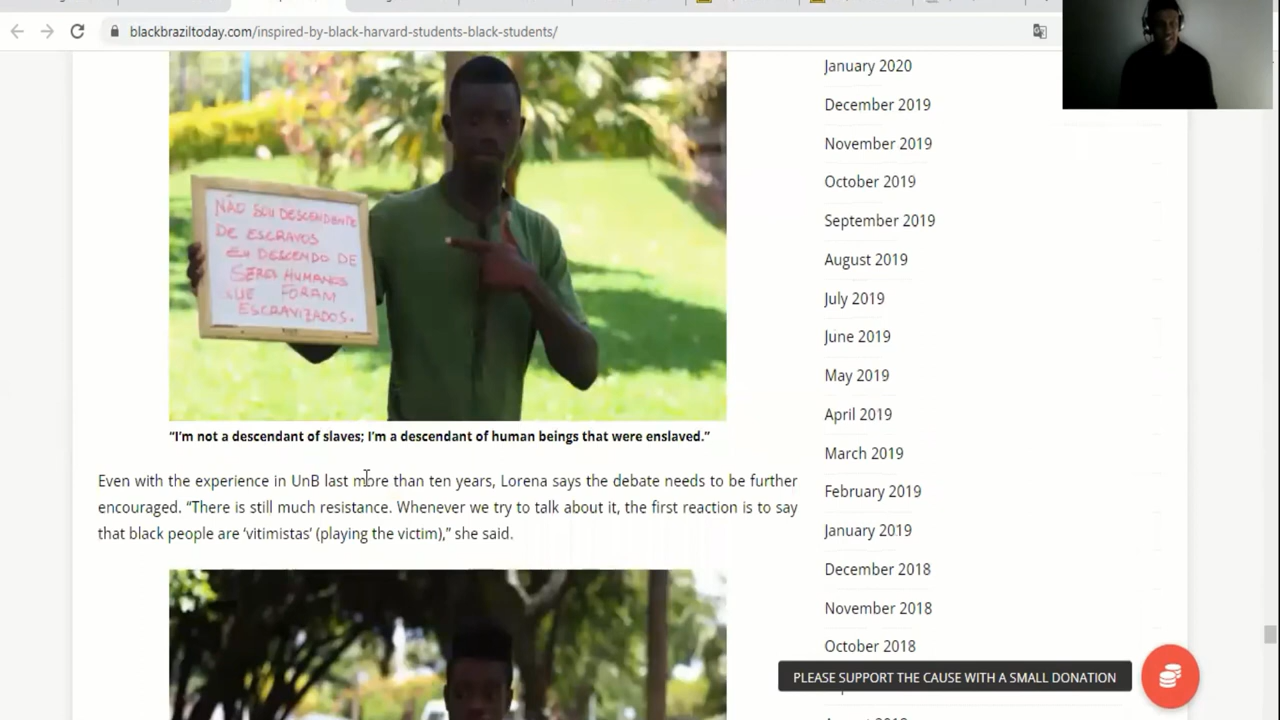 blackbraziltoday.com/inspired-by-black-harvard-students-black-students/
NÃO SOU DESCENDENTE
DE ESCRAVOS
EU DESCENDO DE
SERES HUMANOS
QUE FORAM
ESCRAVIZADOS.
“I’m not a descendant of slaves; I’m a descendant of human beings that were enslaved.”
Even with the experience in UnB last more than ten years, Lorena says the debate needs to be further
encouraged. “There is still much resistance. Whenever we try to talk about it, the first reaction is to say
that black people are ‘vitimistas’ (playing the victim),” she said.
January 2020
December 2019
November 2019
October 2019
September 2019
August 2019
July 2019
June 2019
May 2019
April 2019
March 2019
February 2019
January 2019
December 2018
November 2018
October 2018
PLEASE SUPPORT THE CAUSE WITH A SMALL DONATION